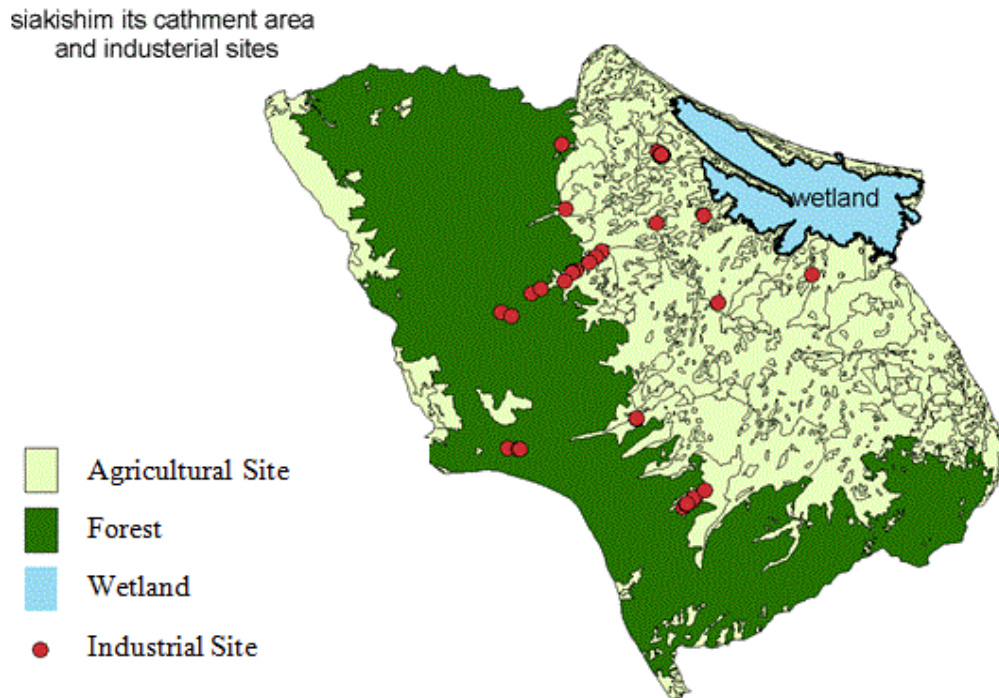 siakishim its cathment area
and industerial sites
wetland
Agricultural Site
Forest
Wetland
Industrial Site